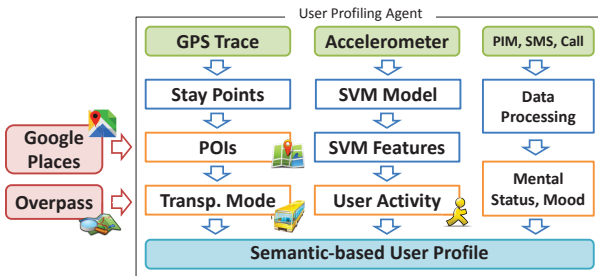 User Profiling Agent
GPS Trace
Accelerometer
PIM, SMS, Call
Stay Points
SVM Model
Data
Processing
Google
Places
POIs
SVM Features
Overpass
Transp. Mode
User Activity
Mental
Status, Mood
Semantic-based User Profile